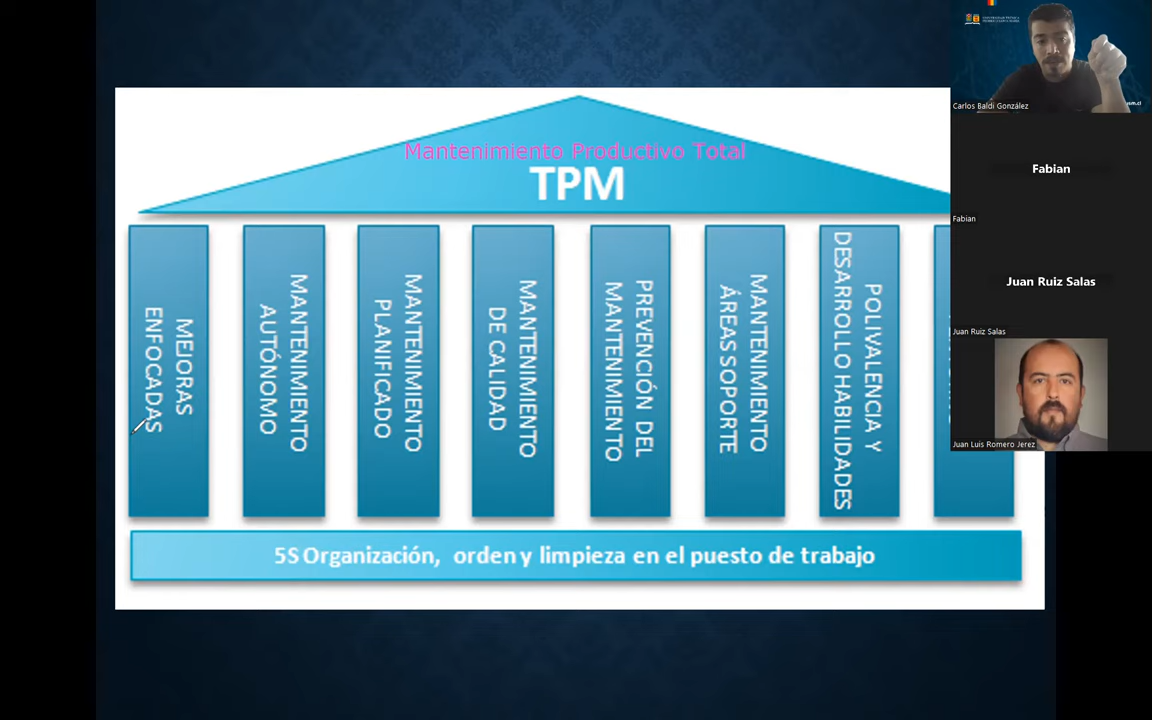 Mantenimiento Productivo Total
TPM
MEJORAS
ENFOCADAS
MANTENIMIENTO
AUTÓNOMO
MANTENIMIENTO
PLANIFICADO
MANTENIMIENTO
DE CALIDAD
PREVENCIÓN DEL
MANTENIMIENTO
MANTENIMIENTO
ÁREAS SOPORTE
POLIVALENCIA Y
DESARROLLO HABILIDADES
5S Organización, orden y limpieza en el puesto de trabajo
Carlos Baldi González
Fabian
Fabian
Juan Ruiz Salas
Juan Ruiz Salas
Juan Luis Romero Jerez